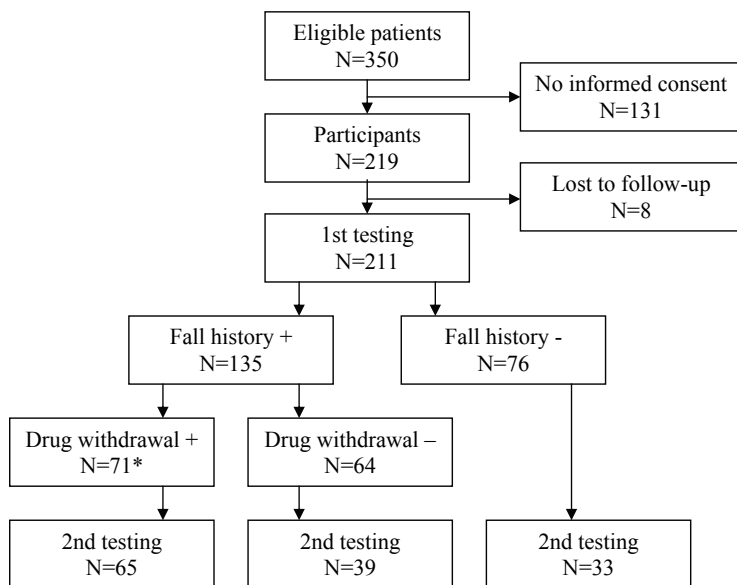 Eligible patients
N=350
No informed consent
N=131
Participants
N=219
Lost to follow-up
N=8
1st testing
N=211
Fall history +
N=135
Fall history -
N=76
Drug withdrawal +
N=71*
Drug withdrawal –
N=64
2nd testing
N=65
2nd testing
N=39
2nd testing
N=33